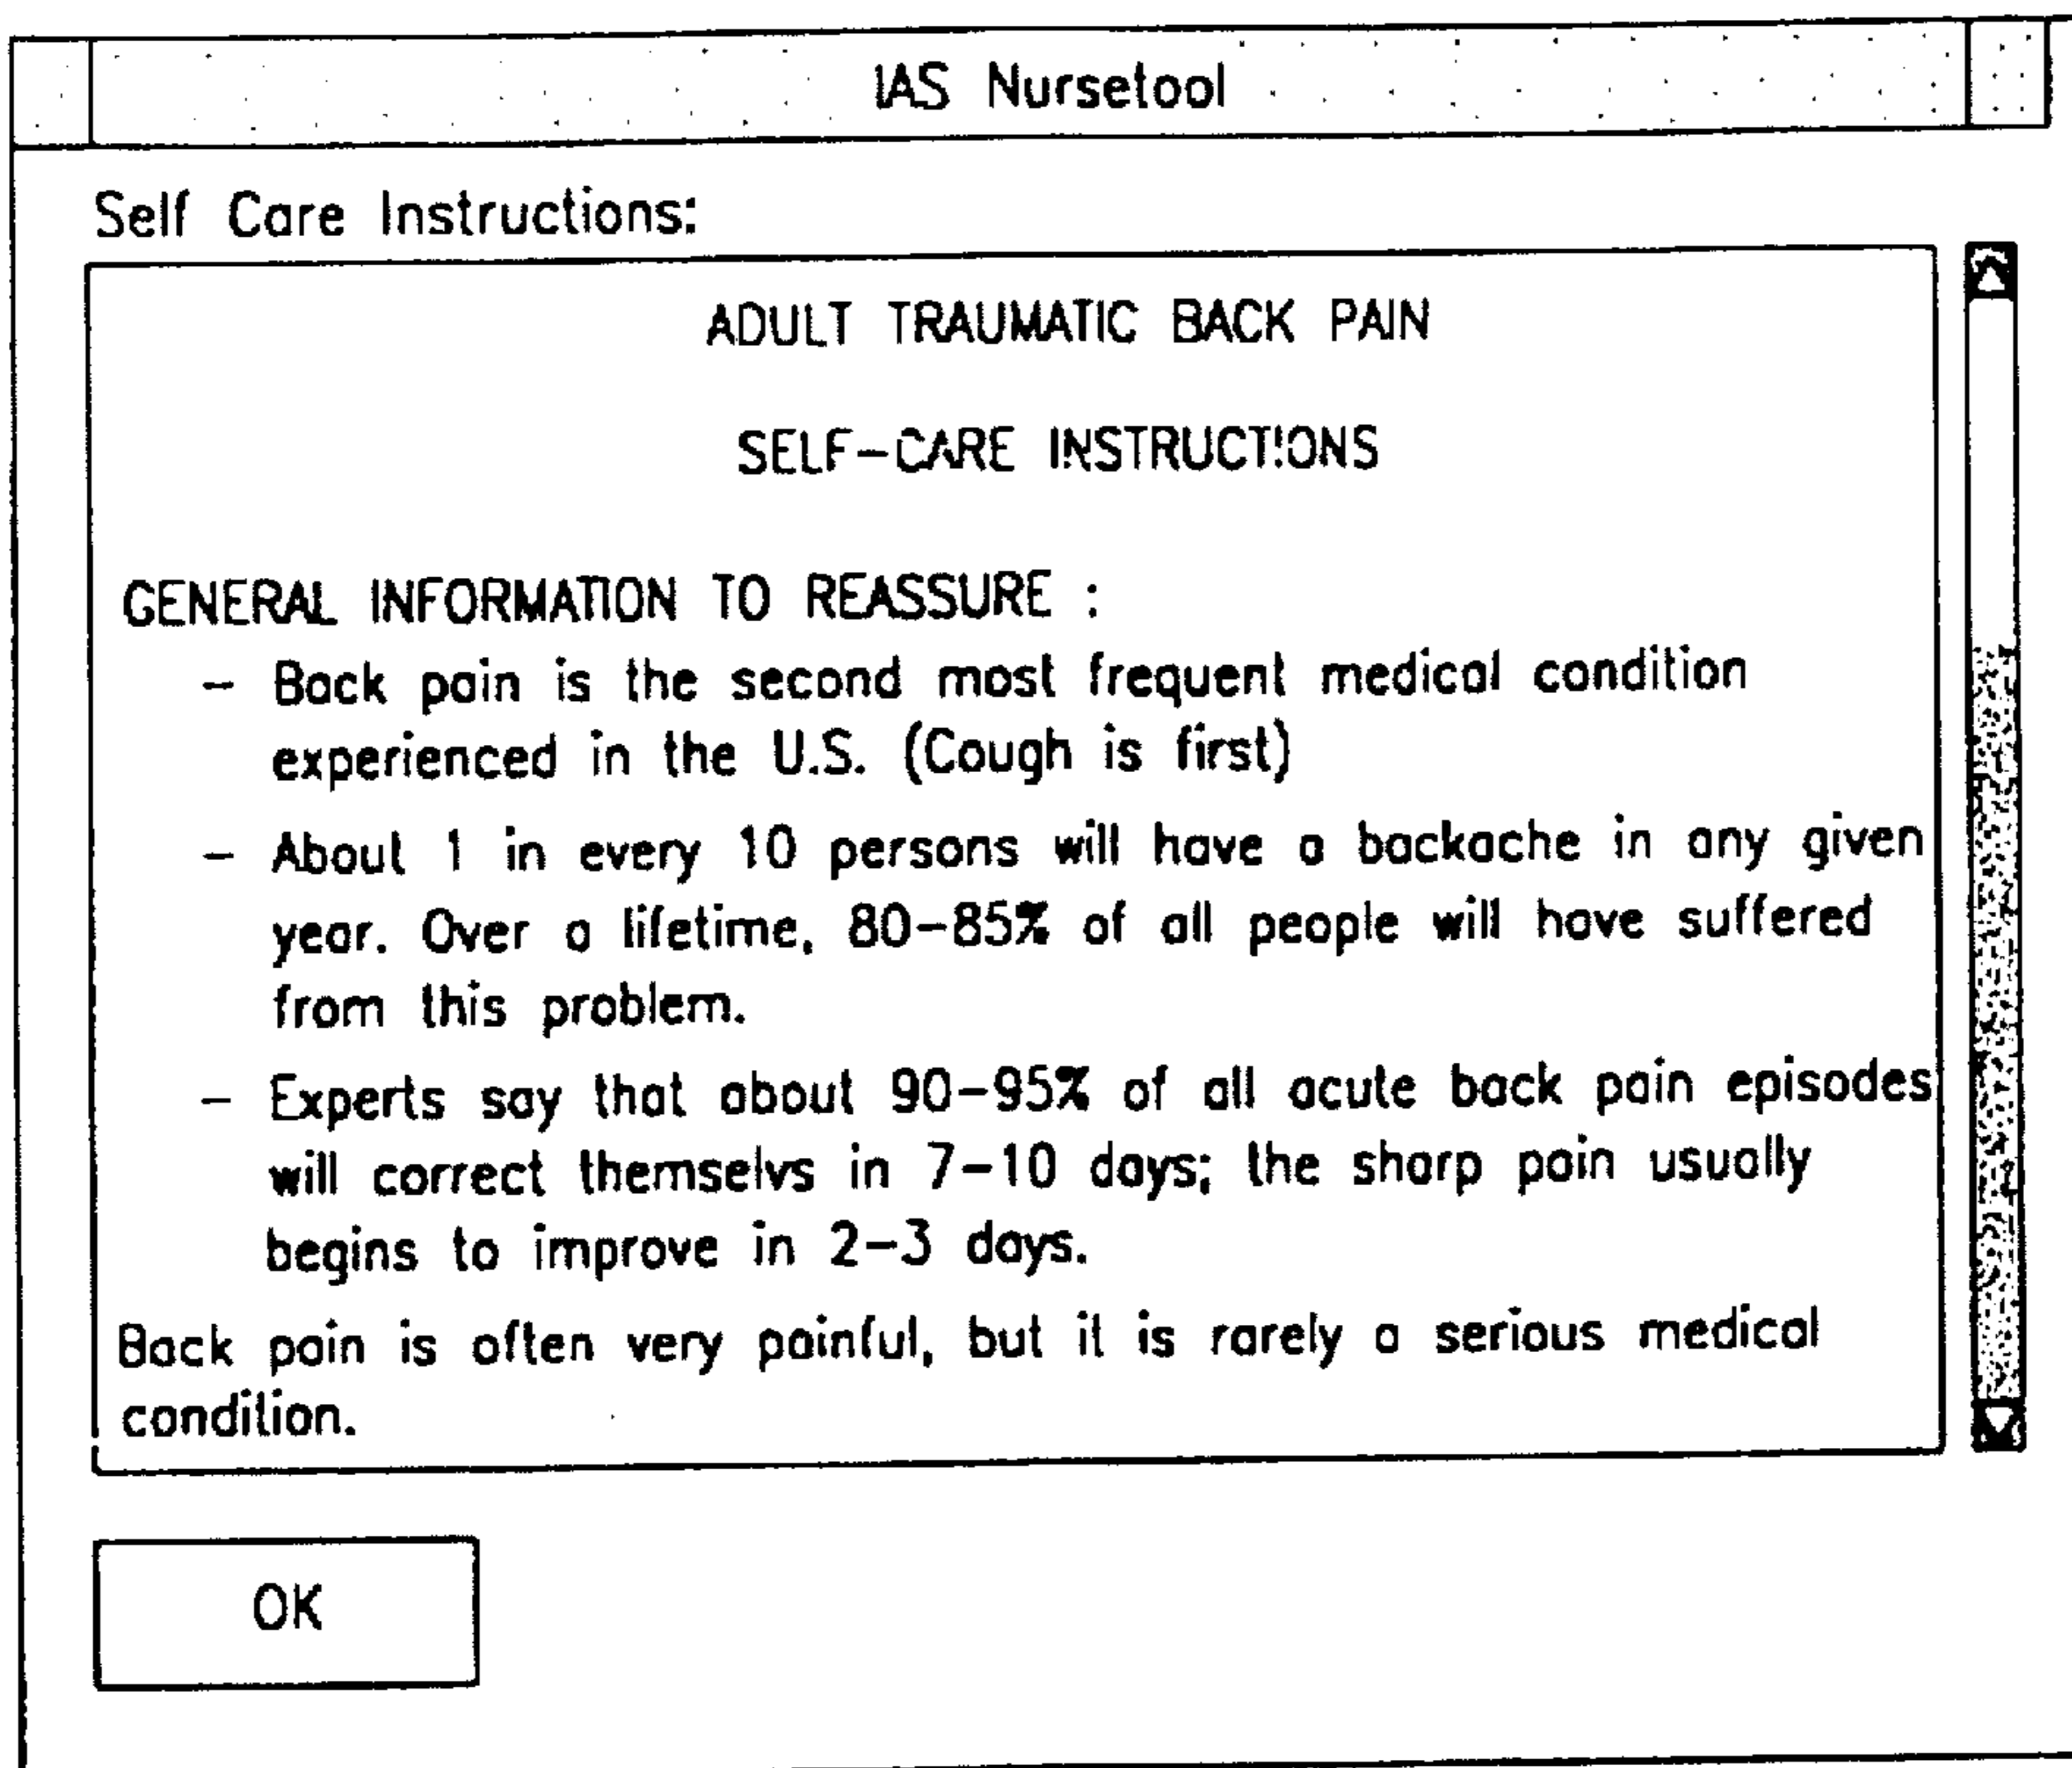 IAS Nursetool
Self Care Instructions:
ADULT TRAUMATIC BACK PAIN
SELF-CARE INSTRUCTIONS
GENERAL INFORMATION TO REASSURE :
- Back pain is the second most frequent medical condition
experienced in the U.S. (Cough is first)
- About 1 in every 10 persons will have a backache in any given
year. Over a lifetime, 80-85% of all people will have suffered
from this problem.
- Experts say that about 90-95% of all acute back pain episodes
will correct themselvs in 7-10 days; the sharp pain usually
begins to improve in 2-3 days.
Back pain is often very painful, but it is rarely a serious medical
condition.
OK